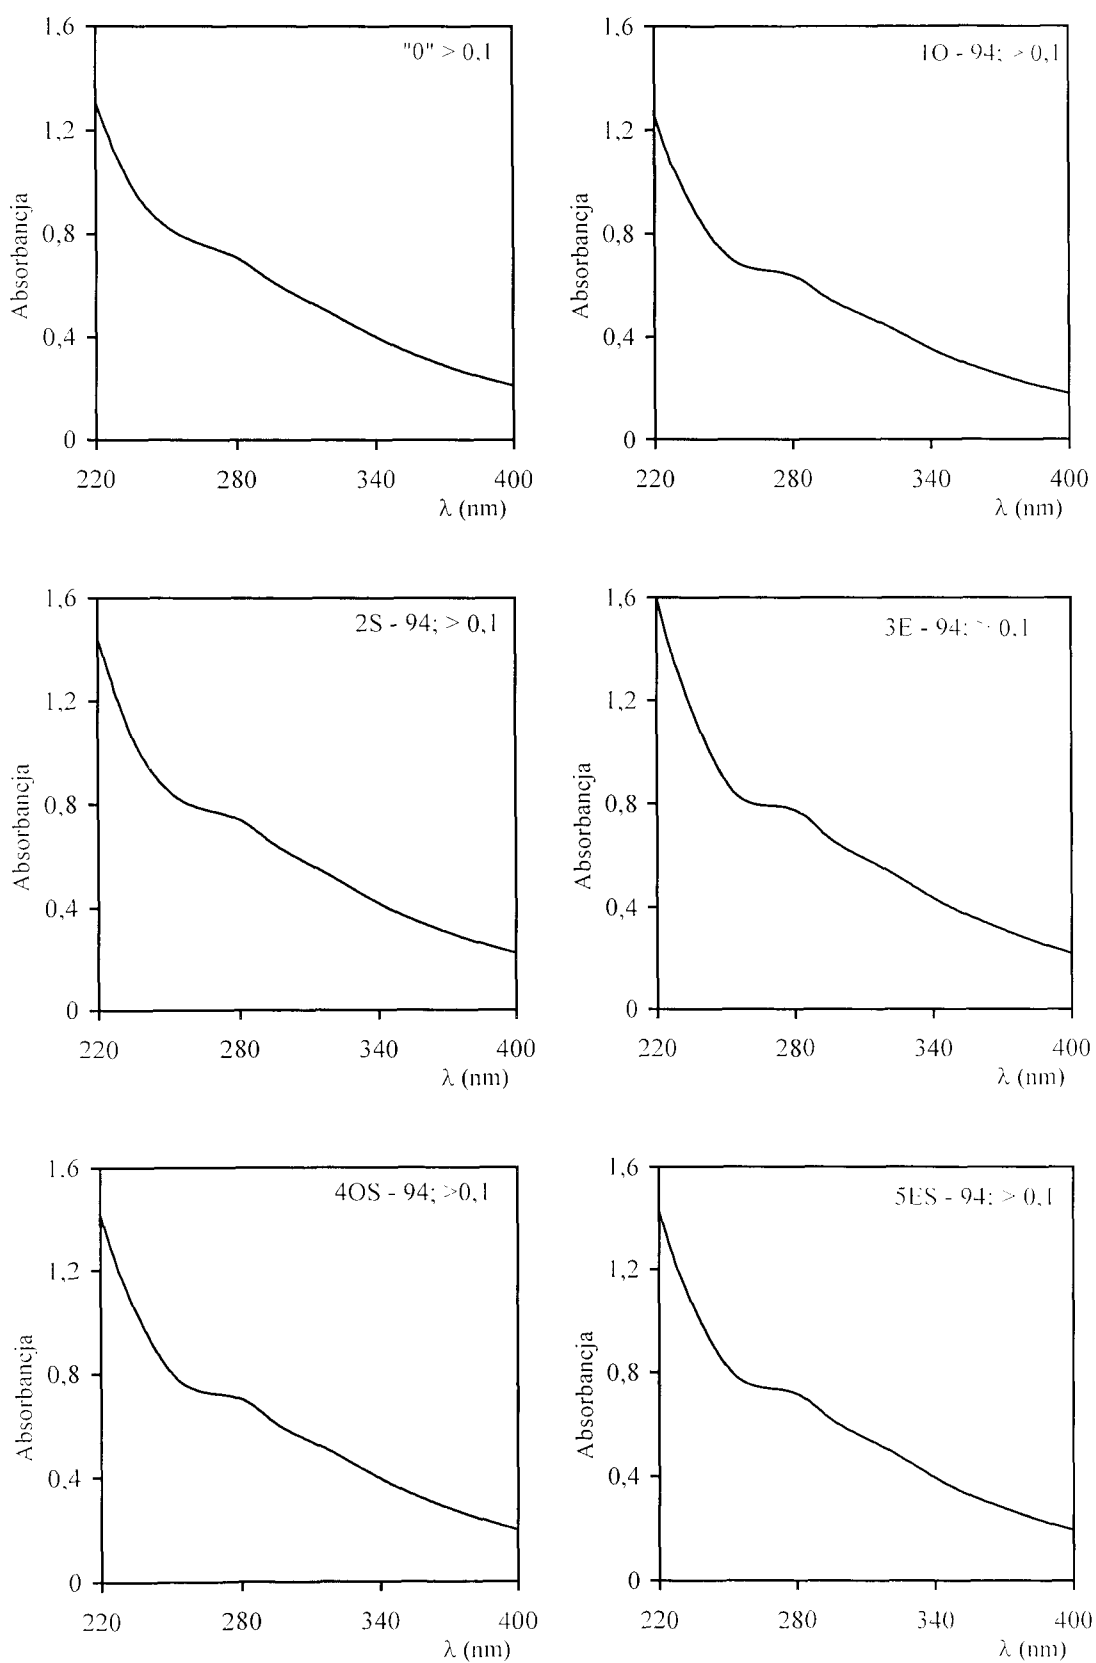 1,6
"0" > 0,1
1,2
0,8
0,4
0
Absorbancja
220 280 340 400
λ (nm)
1,6
1O - 94; > 0,1
1,2
0,8
0,4
0
Absorbancja
220 280 340 400
λ (nm)
1,6
2S - 94; > 0,1
1,2
0,8
0,4
0
Absorbancja
220 280 340 400
λ (nm)
1,6
3E - 94; > 0,1
1,2
0,8
0,4
0
Absorbancja
220 280 340 400
λ (nm)
1.6
4OS - 94; >0,1
1,2
0,8
0,4
0
Absorbancja
220 280 340 400
λ (nm)
1,6
5ES - 94; > 0,1
1,2
0,8
0,4
0
Absorbancja
220 280 340 400
λ (nm)